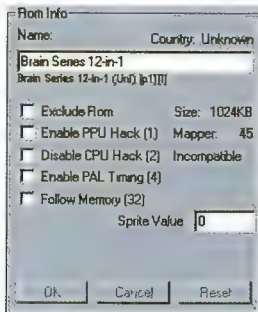 Rom Info
Name: Country: Unknown
Brain Series 12-in-1
Brain Series 12-in-1 (Unl) [p1][!]
Exclude Rom Size: 1024KB
Enable PPU Hack (1) Mapper: 45
Disable CPU Hack (2) Incompatible
Enable PAL Timing (4)
Follow Memory (32)
Sprite Value 0
OK Cancel Reset